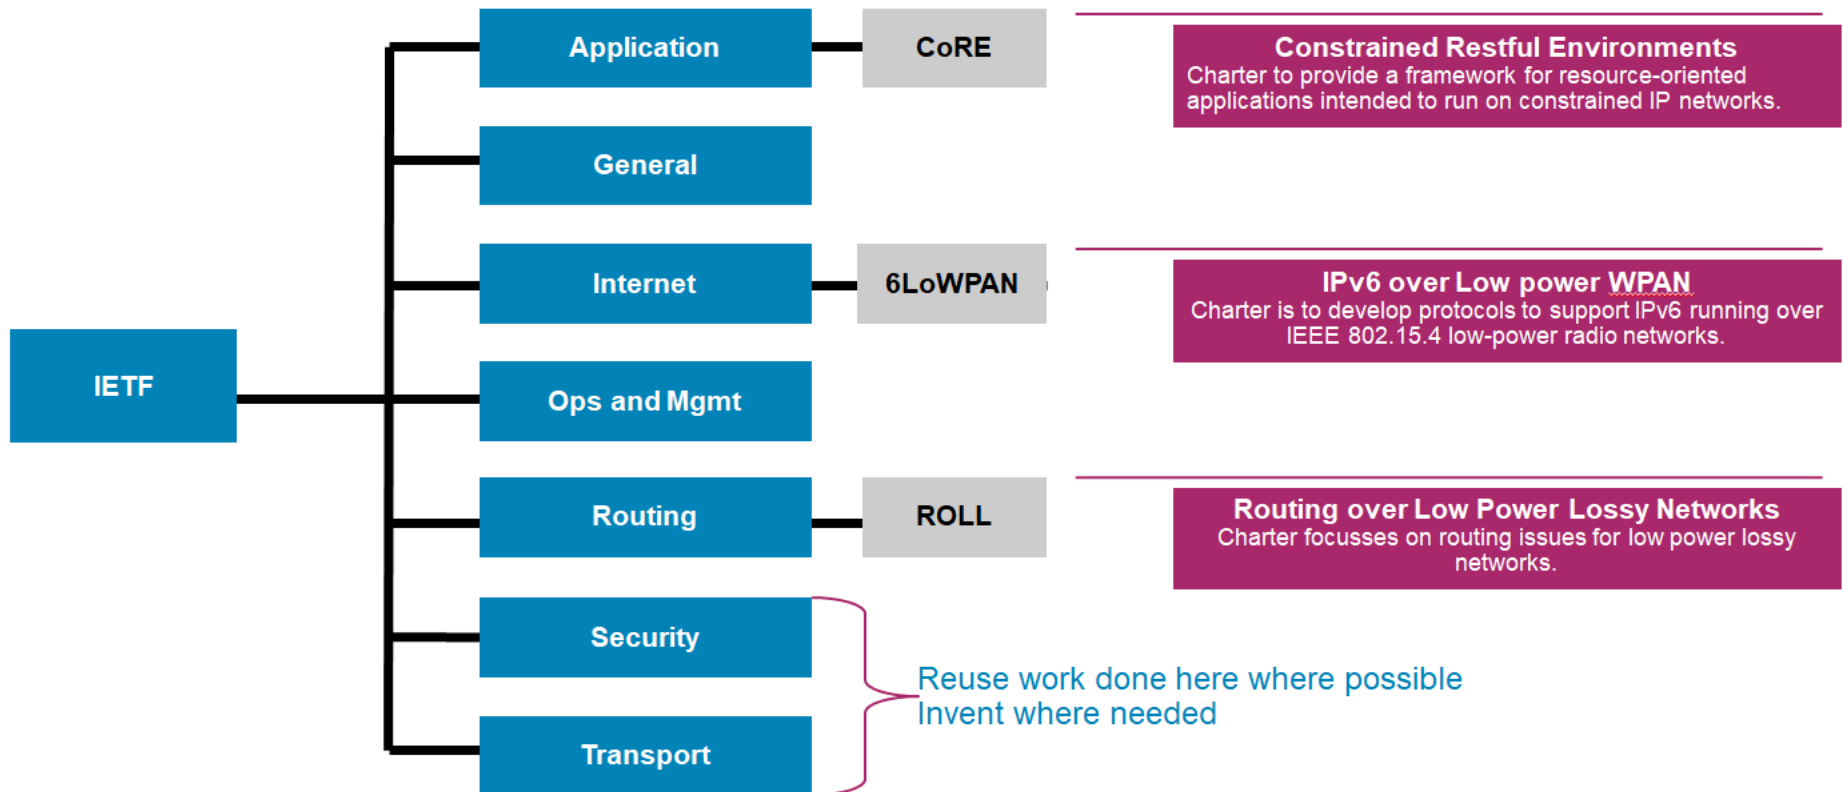 Application
CoRE
Constrained Restful Environments
Charter to provide a framework for resource-oriented
applications intended to run on constrained IP networks.
General
Internet
6LoWPAN
IPv6 over Low power WPAN
Charter is to develop protocols to support IPv6 running over
IEEE 802.15.4 low-power radio networks.
IETF
Ops and Mgmt
Routing
ROLL
Routing over Low Power Lossy Networks
Charter focusses on routing issues for low power lossy
networks.
Security
Reuse work done here where possible
Invent where needed
Transport